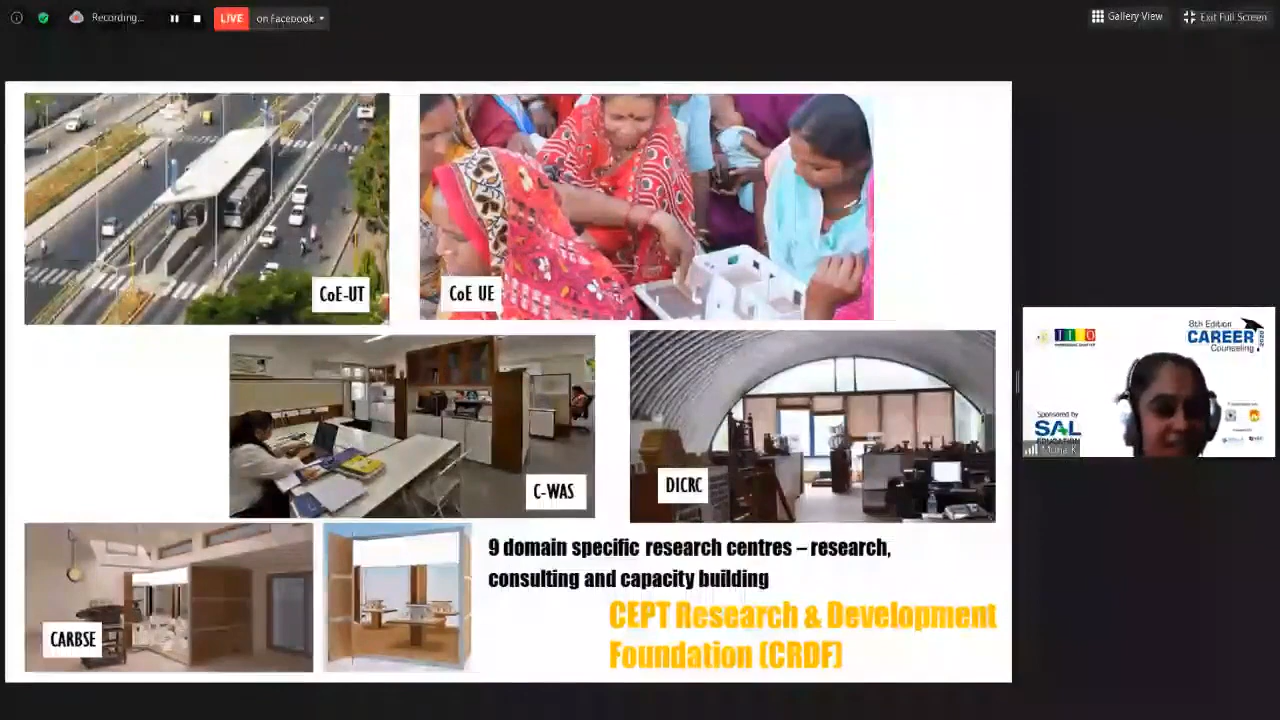 Recording...
LIVE on Facebook
Gallery View
Exit Full Screen
CoE-UT
CoE UE
C-WAS
DICRC
CARBSE
9 domain specific research centres – research,
consulting and capacity building
CEPT Research & Development
Foundation (CRDF)
8th Edition
CAREER
Counseling
2020
Sponsored by
SAL
EDUCATION